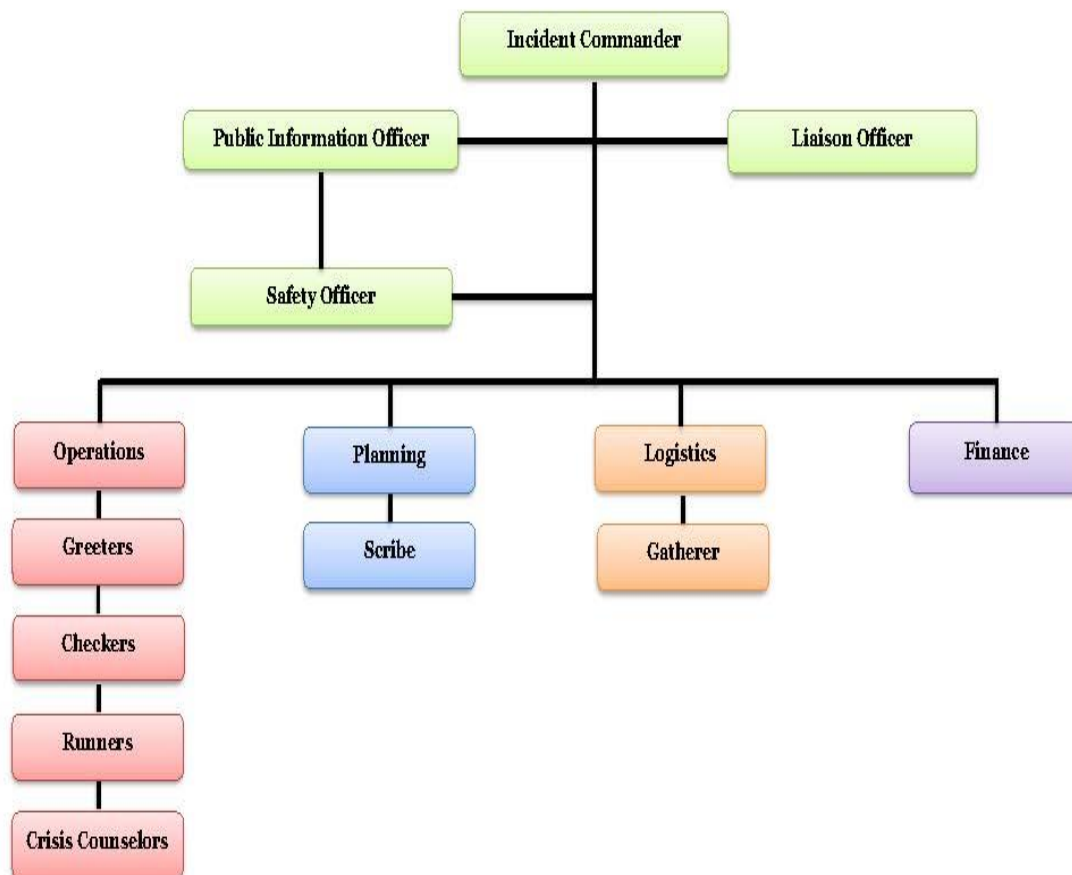 Incident Commander
Public Information Officer
Liaison Officer
Safety Officer
Operations
Planning
Logistics
Finance
Greeters
Scribe
Gatherer
Checkers
Runners
Crisis Counselors